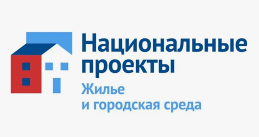 Национальные
проекты
Жилье
и городская среда